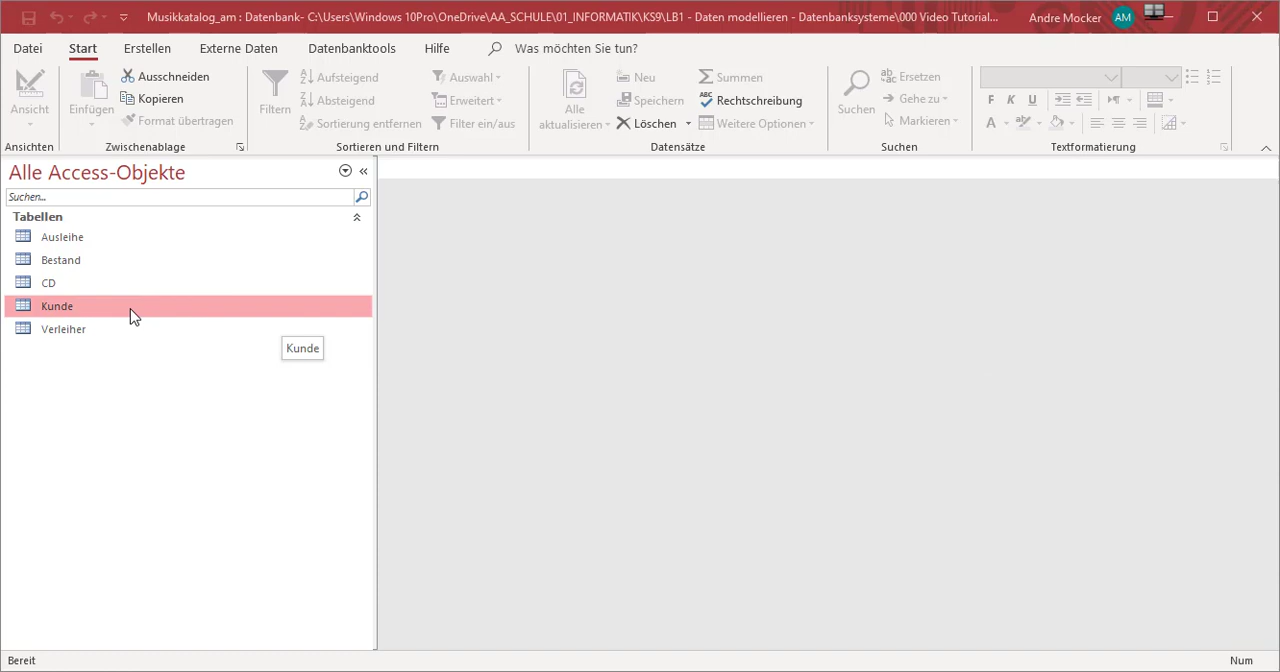 Musikkatalog_am : Datenbank- C:\Users\Windows 10Pro\OneDrive\AA_SCHULE\01_INFORMATIK\KS9\LB1 - Daten modellieren - Datenbanksysteme\000 Video Tutorial... Andre Mocker AM
Datei Start Erstellen Externe Daten Datenbanktools Hilfe Was möchten Sie tun?
Ansicht
Ansichten
Einfügen
Ausschneiden
Kopieren
Format übertragen
Zwischenablage
Filtern
Aufsteigend
Absteigend
Sortierung entfernen
Auswahl
Erweitert
Filter ein/aus
Sortieren und Filtern
Alle
aktualisieren
Neu
Speichern
Löschen
Summen
Rechtschreibung
Weitere Optionen
Datensätze
Suchen
Ersetzen
Gehe zu
Markieren
Suchen
F K U
A
Textformatierung
Alle Access-Objekte
Suchen...
Tabellen
Ausleihe
Bestand
CD
Kunde
Verleiher
Kunde
Bereit Num